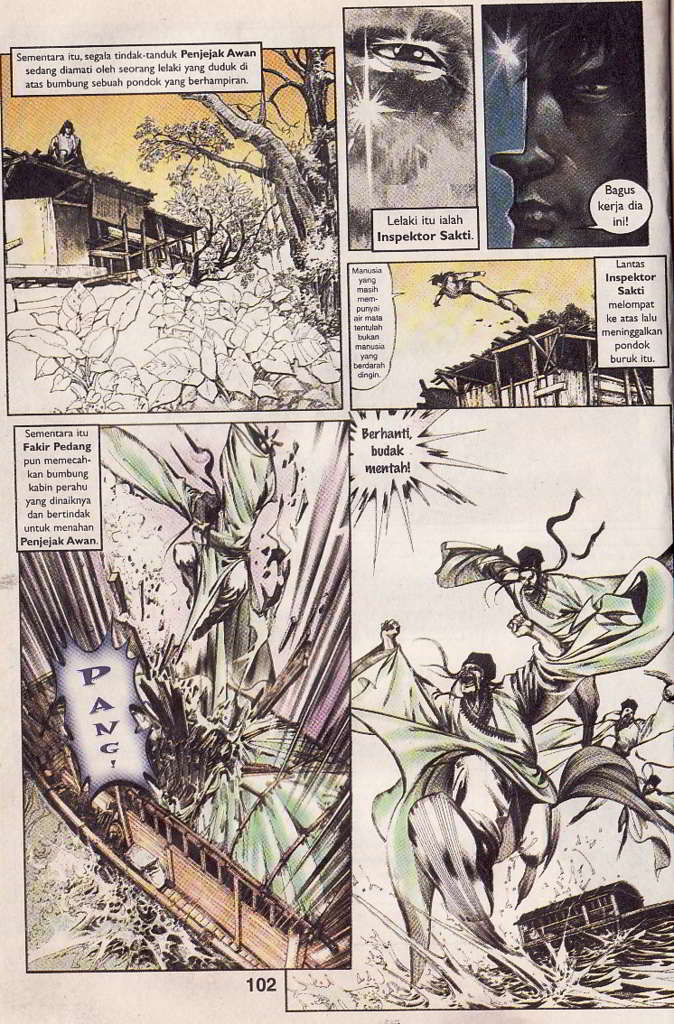 Sementara itu, segala tindak-tanduk Penjejak Awan
sedang diamati oleh seorang lelaki yang duduk di
atas bumbung sebuah pondok yang berhampiran.
Lelaki itu ialah
Inspektor Sakti.
Bagus
kerja dia
ini!
Manusia
yang
masih
mem-
punyai
air mata
tentulah
bukan
manusia
yang
berdarah
dingin.
Lantas
Inspektor
Sakti
melompat
ke atas lalu
meninggalkan
pondok
buruk itu.
Sementara itu
Fakir Pedang
pun memecah-
kan bumbung
kabin perahu
yang dinaiknya
dan bertindak
untuk menahan
Penjejak Awan.
PANG!
Berhanti,
budak
mentah!
102